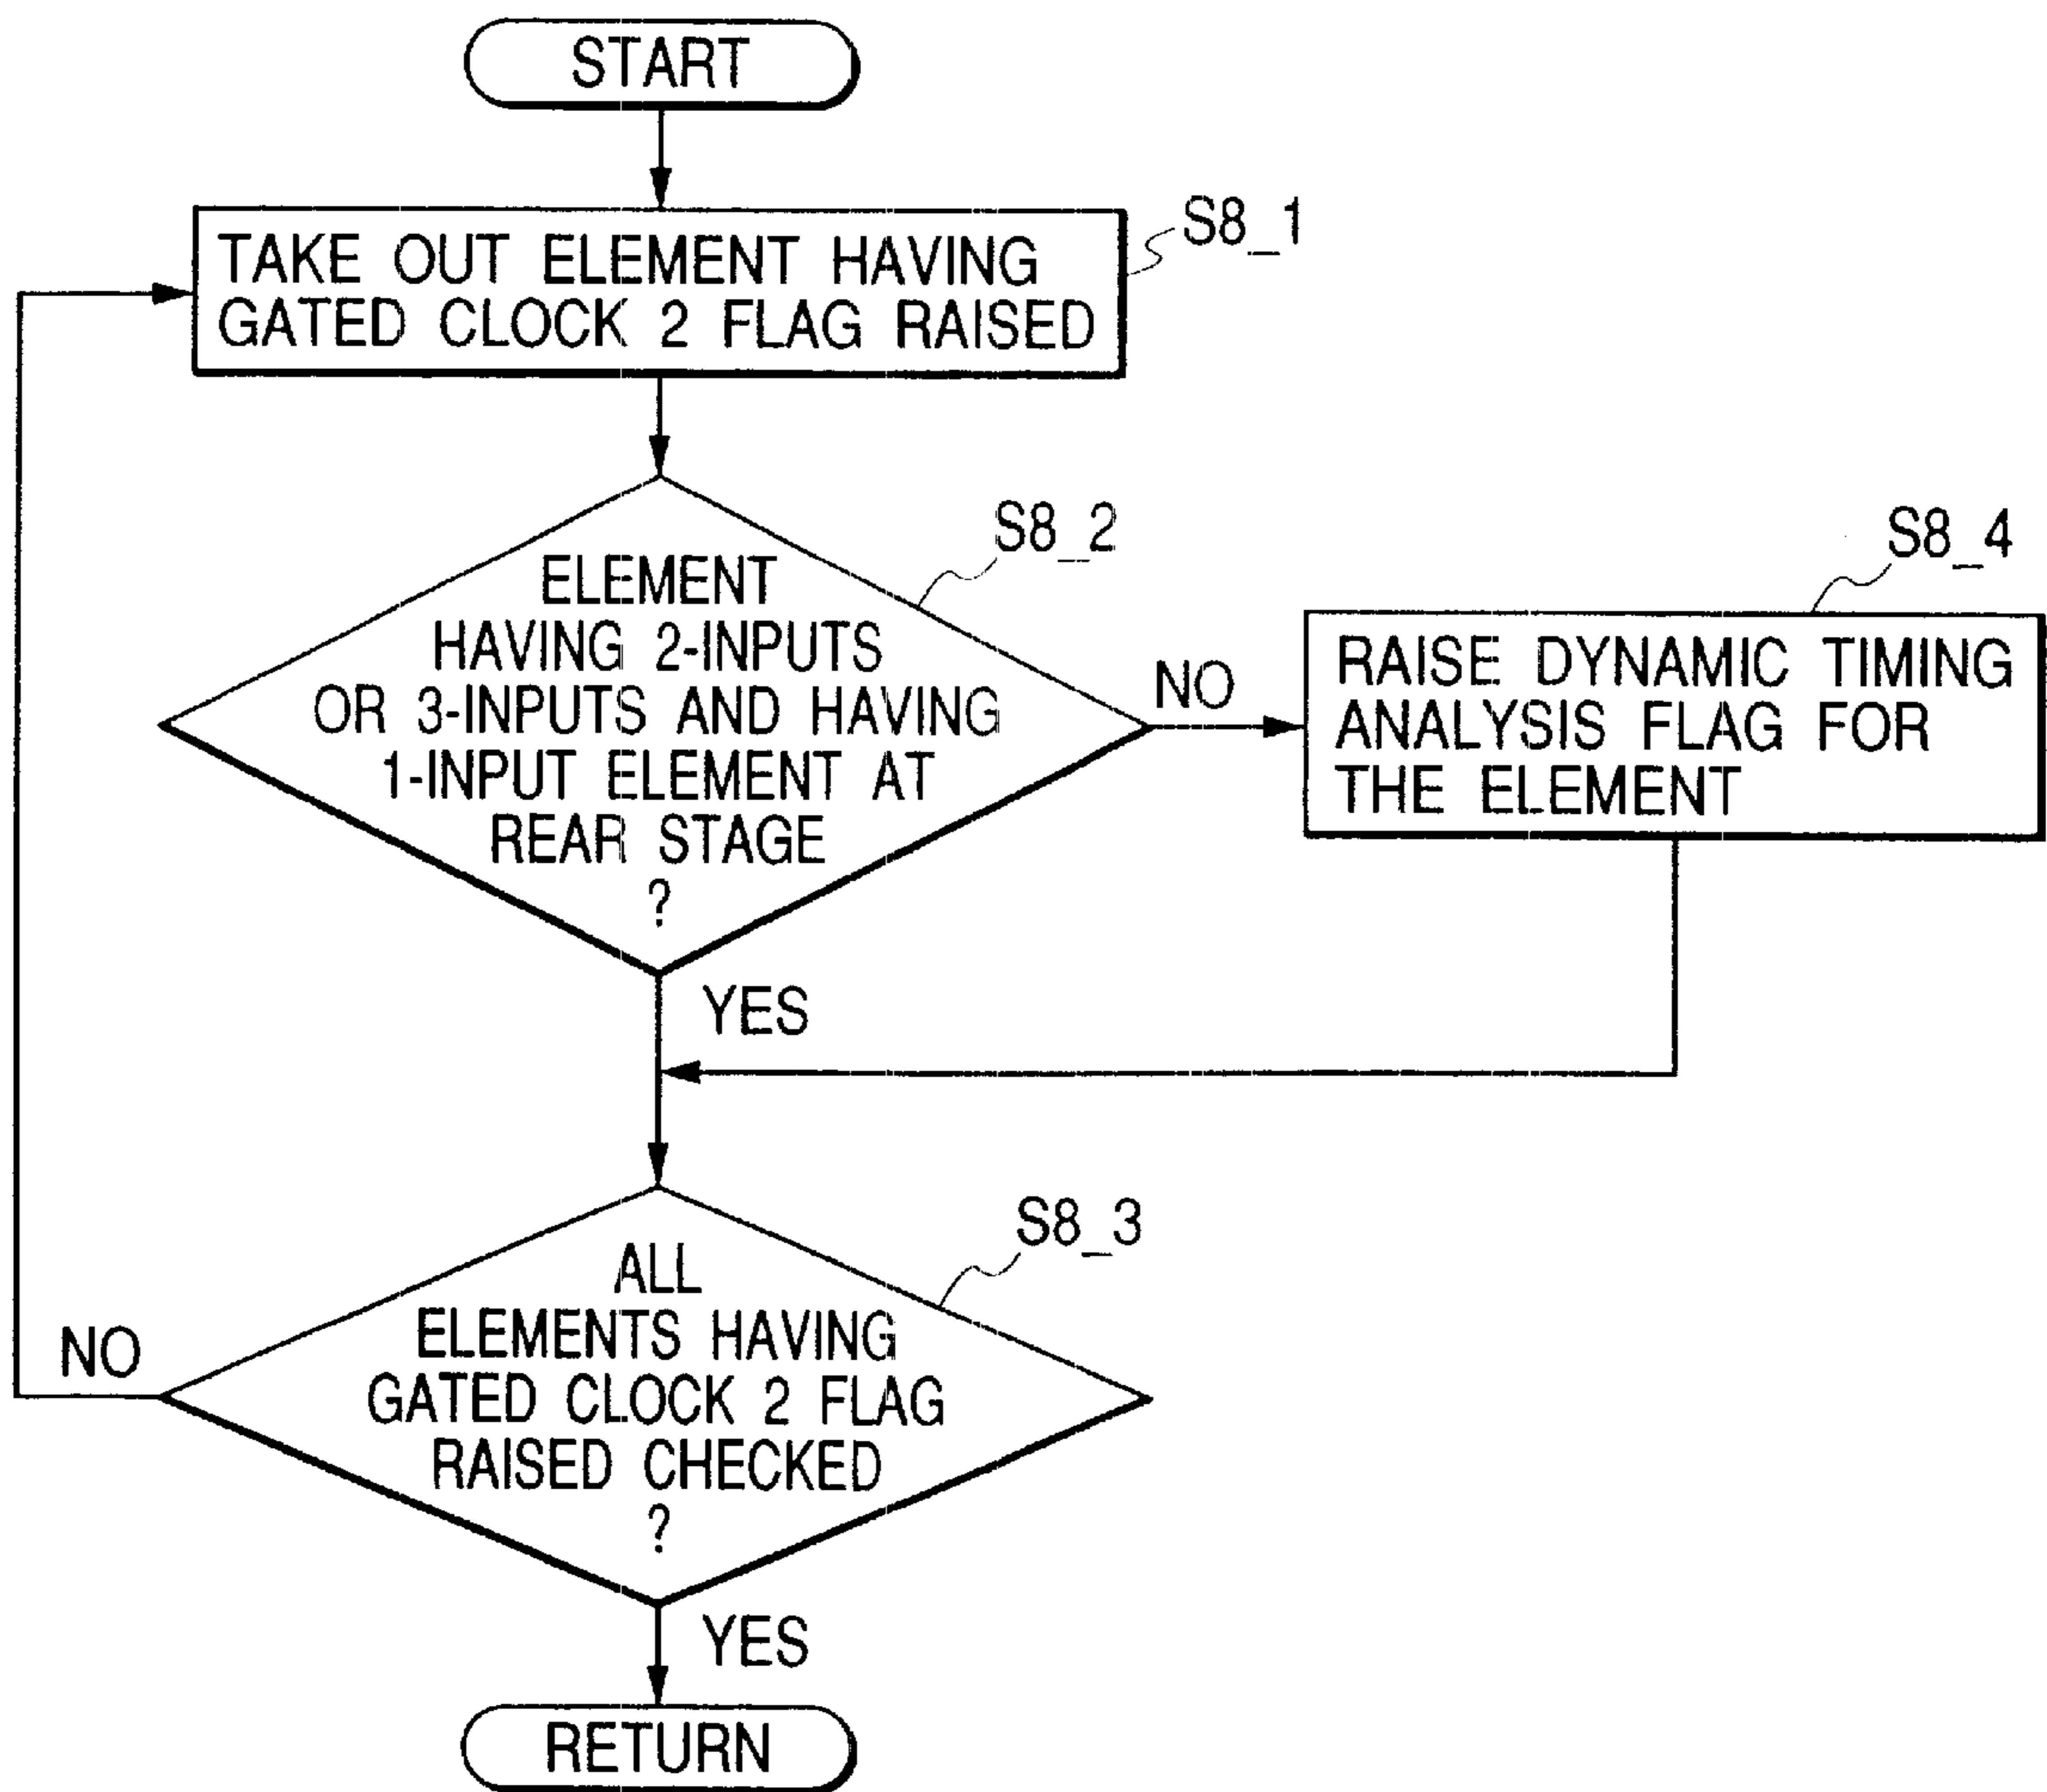 START
S8_1
TAKE OUT ELEMENT HAVING
GATED CLOCK 2 FLAG RAISED
S8_2
ELEMENT
HAVING 2-INPUTS
OR 3-INPUTS AND HAVING
1-INPUT ELEMENT AT
REAR STAGE
?
NO
S8_4
RAISE DYNAMIC TIMING
ANALYSIS FLAG FOR
THE ELEMENT
YES
S8_3
ALL
ELEMENTS HAVING
GATED CLOCK 2 FLAG
RAISED CHECKED
?
NO
YES
RETURN